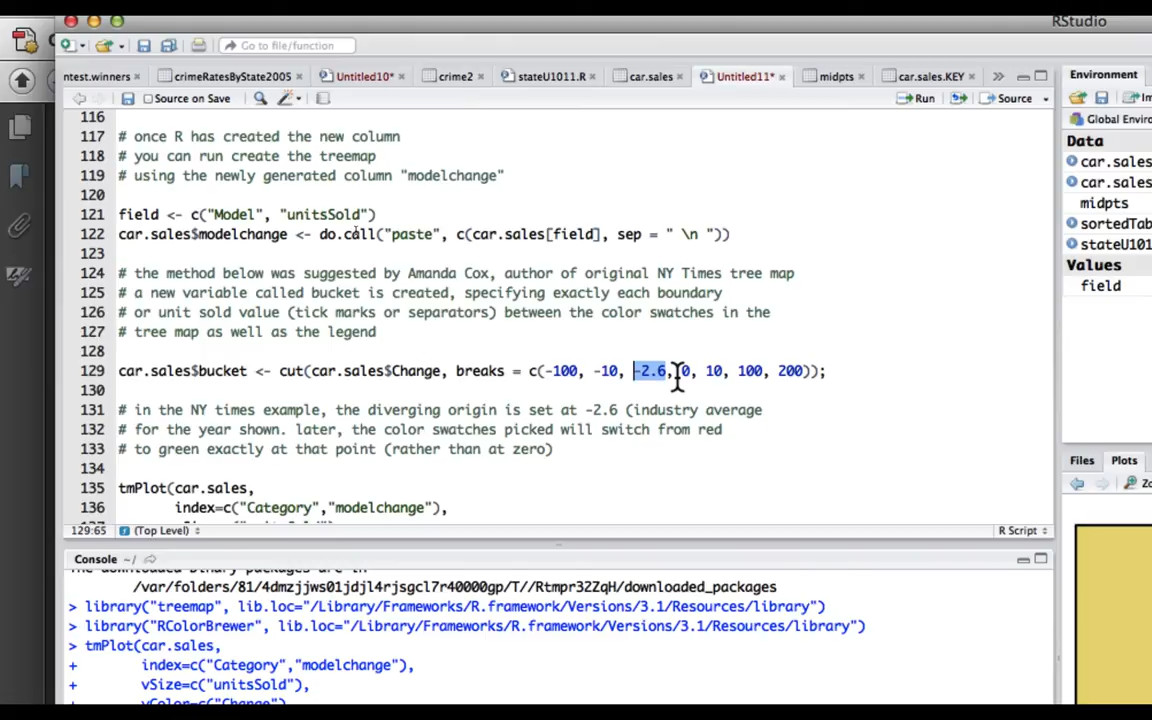 RStudio
Go to file/function
ntest.winners × crimeRatesByState2005 × Untitled10* × crime2 × stateU1011.R × car.sales × Untitled11* × midpts × car.sales.KEY × »
Source on Save Run Source
116
117 # once R has created the new column
118 # you can run create the treemap
119 # using the newly generated column "modelchange"
120
121 field <- c("Model", "unitsSold")
122 car.sales$modelchange <- do.call("paste", c(car.sales[field], sep = " \n "))
123
124 # the method below was suggested by Amanda Cox, author of original NY Times tree map
125 # a new variable called bucket is created, specifying exactly each boundary
126 # or unit sold value (tick marks or separators) between the color swatches in the
127 # tree map as well as the legend
128
129 car.sales$bucket <- cut(car.sales$Change, breaks = c(-100, -10, -2.6, 0, 10, 100, 200));
130
131 # in the NY times example, the diverging origin is set at -2.6 (industry average
132 # for the year shown. later, the color swatches picked will switch from red
133 # to green exactly at that point (rather than at zero)
134
135 tmPlot(car.sales,
136 index=c("Category","modelchange"),
129:65 (Top Level) R Script
Console ~/
/var/folders/81/4dmzjjws01jdjl4rjsgcl7r40000gp/T//Rtmpr3ZZqH/downloaded_packages
> library("treemap", lib.loc="/Library/Frameworks/R.framework/Versions/3.1/Resources/library")
> library("RColorBrewer", lib.loc="/Library/Frameworks/R.framework/Versions/3.1/Resources/library")
> tmPlot(car.sales,
+ index=c("Category","modelchange"),
+ vSize=c("unitsSold"),
Environment
Global Enviro
Data
car.sales
car.sales
midpts
sortedTab
stateU101
Values
field
Files Plots